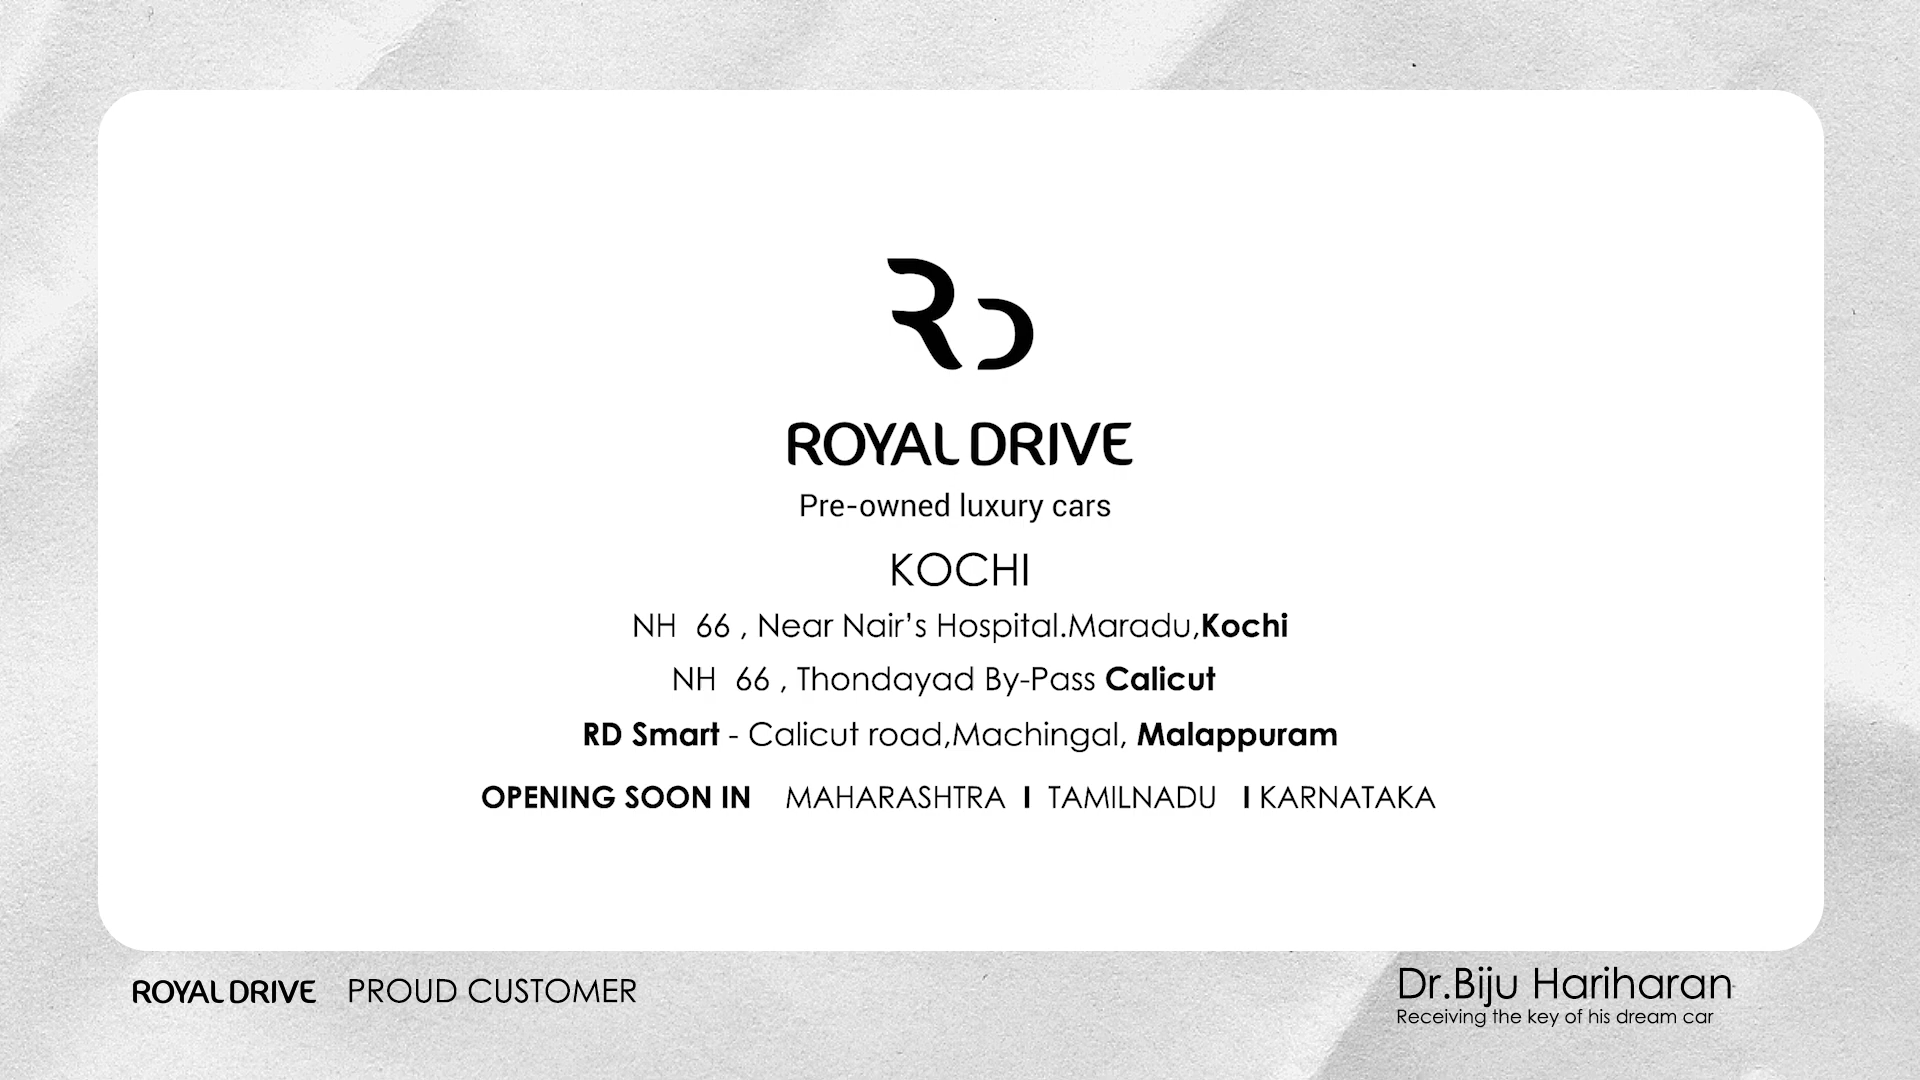 RD
ROYAL DRIVE
Pre-owned luxury cars
KOCHI
NH 66 , Near Nair’s Hospital.Maradu,Kochi
NH 66 , Thondayad By-Pass Calicut
RD Smart - Calicut road,Machingal, Malappuram
OPENING SOON IN MAHARASHTRA I TAMILNADU I KARNATAKA
ROYAL DRIVE PROUD CUSTOMER
Dr.Biju Hariharan
Receiving the key of his dream car